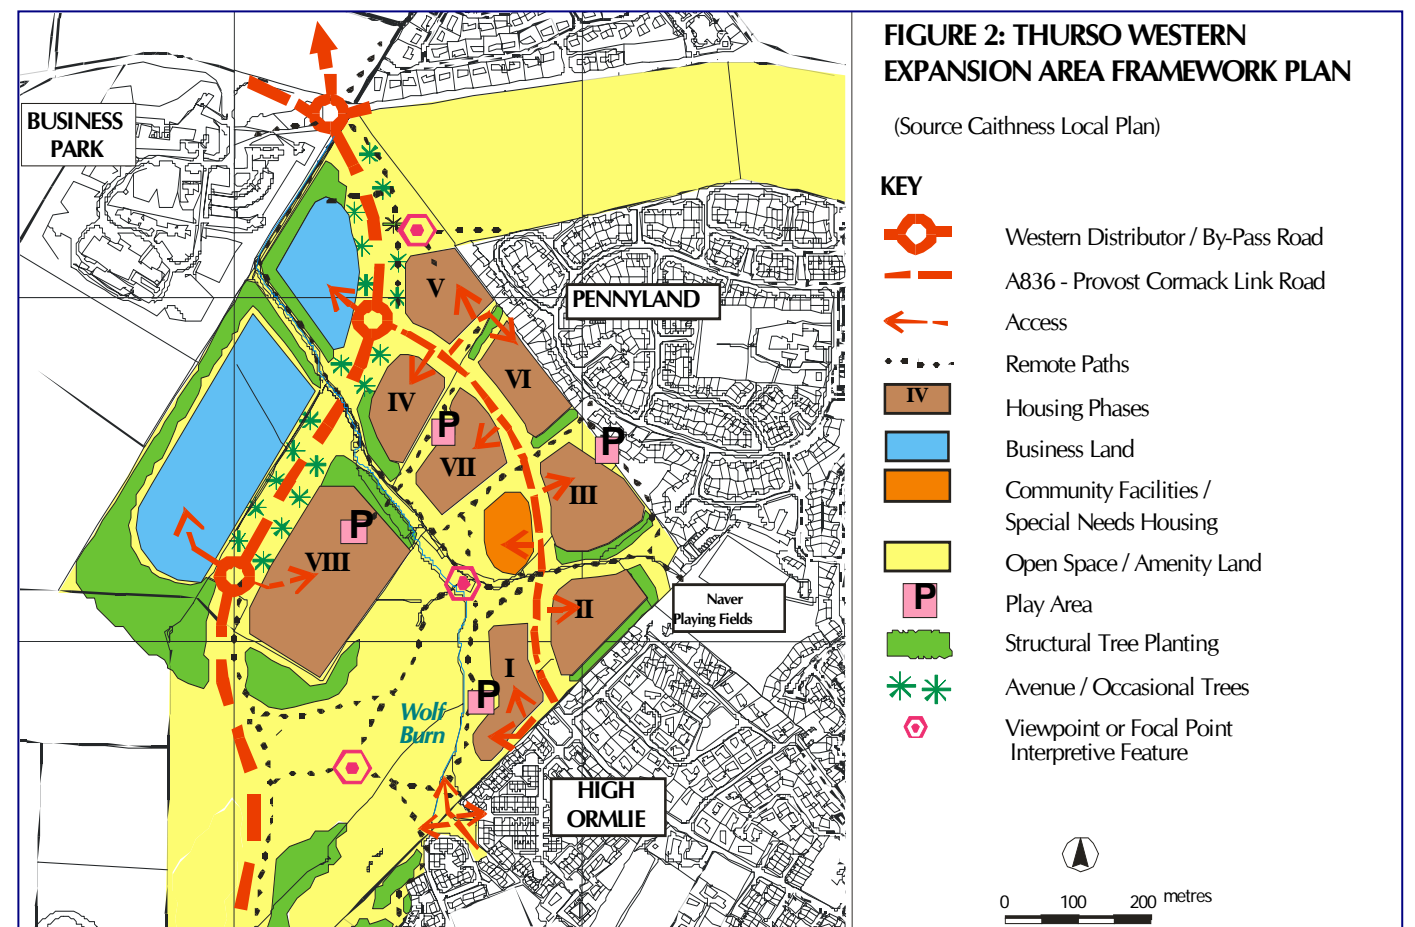 FIGURE 2: THURSO WESTERN
EXPANSION AREA FRAMEWORK PLAN
(Source Caithness Local Plan)
KEY
Western Distributor / By-Pass Road
A836 - Provost Cormack Link Road
Access
Remote Paths
IV
Housing Phases
Business Land
Community Facilities /
Special Needs Housing
Open Space / Amenity Land
P
Play Area
Structural Tree Planting
Avenue / Occasional Trees
Viewpoint or Focal Point
Interpretive Feature
0 100 200 metres
BUSINESS
PARK
PENNYLAND
V
VI
IV
P
VII
P
III
P
VIII
II
Naver
Playing Fields
I
P
Wolf
Burn
HIGH
ORMLIE